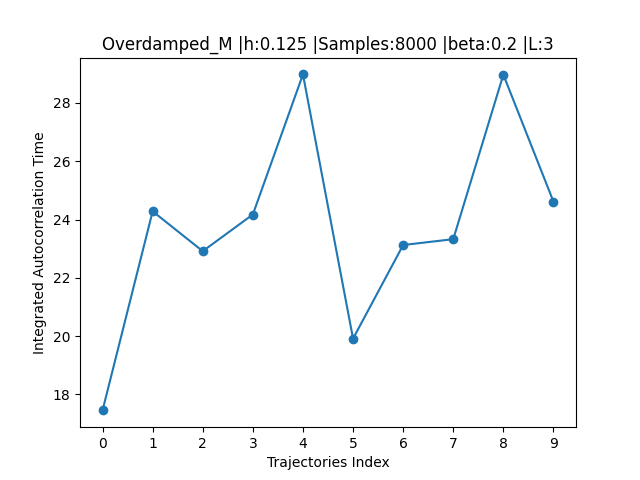 Overdamped_M |h:0.125 |Samples:8000 |beta:0.2 |L:3
Integrated Autocorrelation Time
28
26
24
22
20
18
0 1 2 3 4 5 6 7 8 9
Trajectories Index